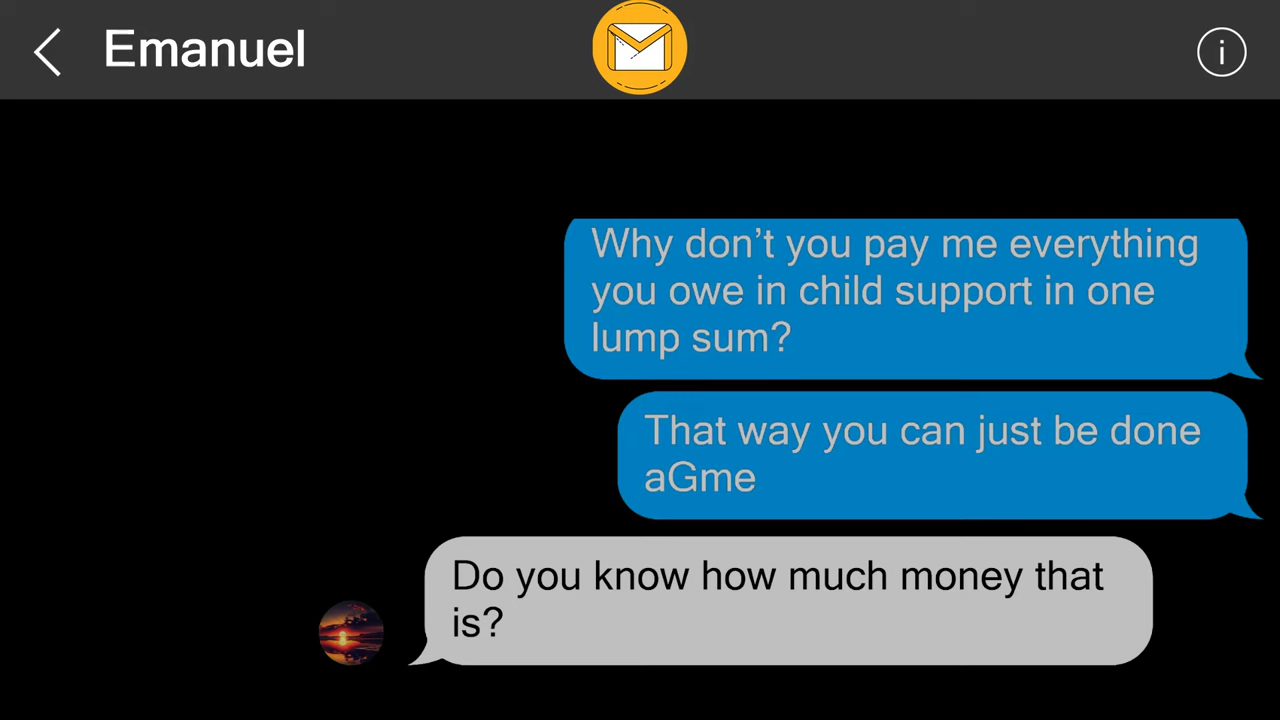 Emanuel
i
Why don’t you pay me everything
you owe in child support in one
lump sum?
That way you can just be done
aGme
Do you know how much money that
is?